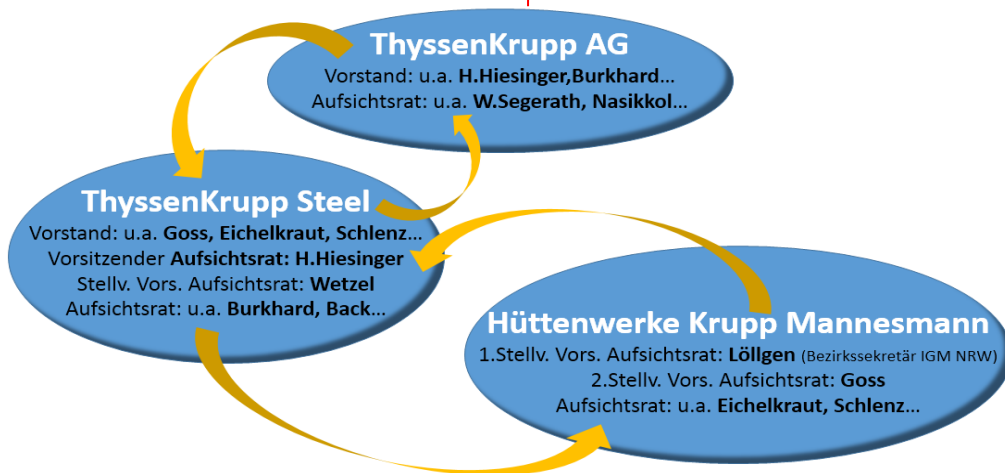 ThyssenKrupp AG
Vorstand: u.a. H.Hiesinger,Burkhard...
Aufsichtsrat: u.a. W.Segerath, Nasikkol...
ThyssenKrupp Steel
Vorstand: u.a. Goss, Eichelkraut, Schlenz...
Vorsitzender Aufsichtsrat: H.Hiesinger
Stellv. Vors. Aufsichtsrat: Wetzel
Aufsichtsrat: u.a. Burkhard, Back...
Hüttenwerke Krupp Mannesmann
1.Stellv. Vors. Aufsichtsrat: Löllgen (Bezirkssekretär IGM NRW)
2.Stellv. Vors. Aufsichtsrat: Goss
Aufsichtsrat: u.a. Eichelkraut, Schlenz...